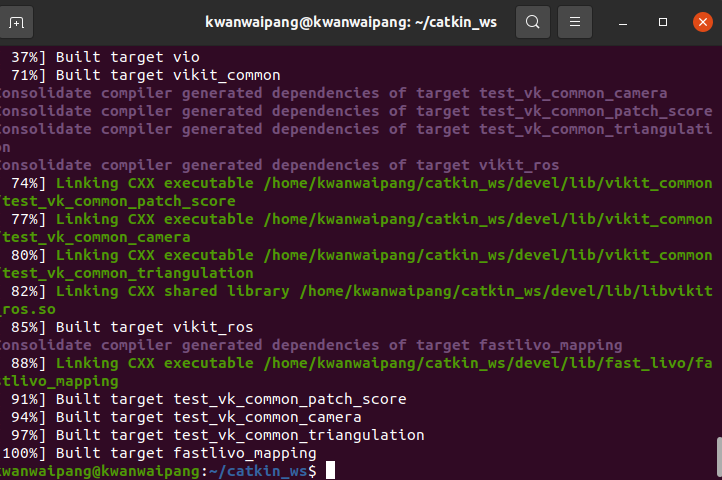 kwanwaipang@kwanwaipang: ~/catkin_ws
37%] Built target vio
71%] Built target vikit_common
Consolidate compiler generated dependencies of target test_vk_common_camera
Consolidate compiler generated dependencies of target test_vk_common_patch_score
Consolidate compiler generated dependencies of target test_vk_common_triangulati
on
Consolidate compiler generated dependencies of target vikit_ros
74%] Linking CXX executable /home/kwanwaipang/catkin_ws/devel/lib/vikit_common
/test_vk_common_patch_score
77%] Linking CXX executable /home/kwanwaipang/catkin_ws/devel/lib/vikit_common
/test_vk_common_camera
80%] Linking CXX executable /home/kwanwaipang/catkin_ws/devel/lib/vikit_common
/test_vk_common_triangulation
82%] Linking CXX shared library /home/kwanwaipang/catkin_ws/devel/lib/libvikit
_ros.so
85%] Built target vikit_ros
Consolidate compiler generated dependencies of target fastlivo_mapping
88%] Linking CXX executable /home/kwanwaipang/catkin_ws/devel/lib/fast_livo/fa
stlivo_mapping
91%] Built target test_vk_common_patch_score
94%] Built target test_vk_common_camera
97%] Built target test_vk_common_triangulation
100%] Built target fastlivo_mapping
kwanwaipang@kwanwaipang:~/catkin_ws$